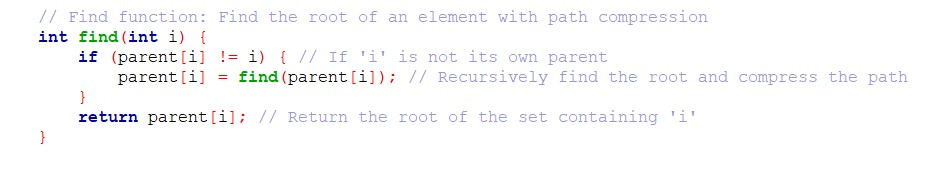 // Find function: Find the root of an element with path compression
int find(int i) {
    if (parent[i] != i) { // If 'i' is not its own parent
        parent[i] = find(parent[i]); // Recursively find the root and compress the path
    }
    return parent[i]; // Return the root of the set containing 'i'
}